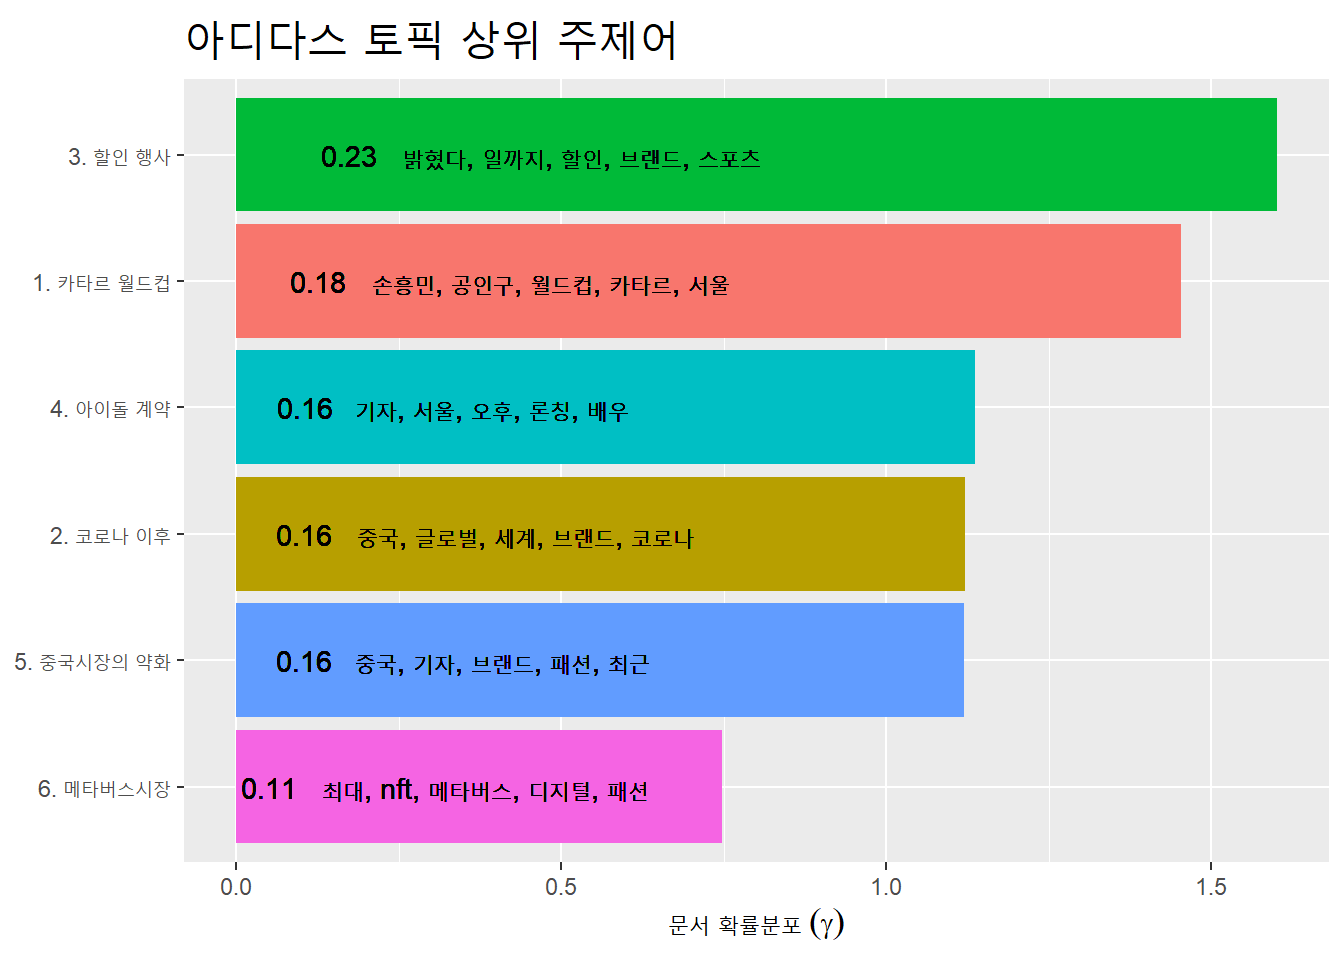 아디다스 토픽 상위 주제어
3. 할인 행사
0.23 밝혔다, 일까지, 할인, 브랜드, 스포츠
1. 카타르 월드컵
0.18 손흥민, 공인구, 월드컵, 카타르, 서울
4. 아이돌 계약
0.16 기자, 서울, 오후, 론칭, 배우
2. 코로나 이후
0.16 중국, 글로벌, 세계, 브랜드, 코로나
5. 중국시장의 약화
0.16 중국, 기자, 브랜드, 패션, 최근
6. 메타버스시장
0.11 최대, nft, 메타버스, 디지털, 패션
0.0 0.5 1.0 1.5
문서 확률분포 (γ)